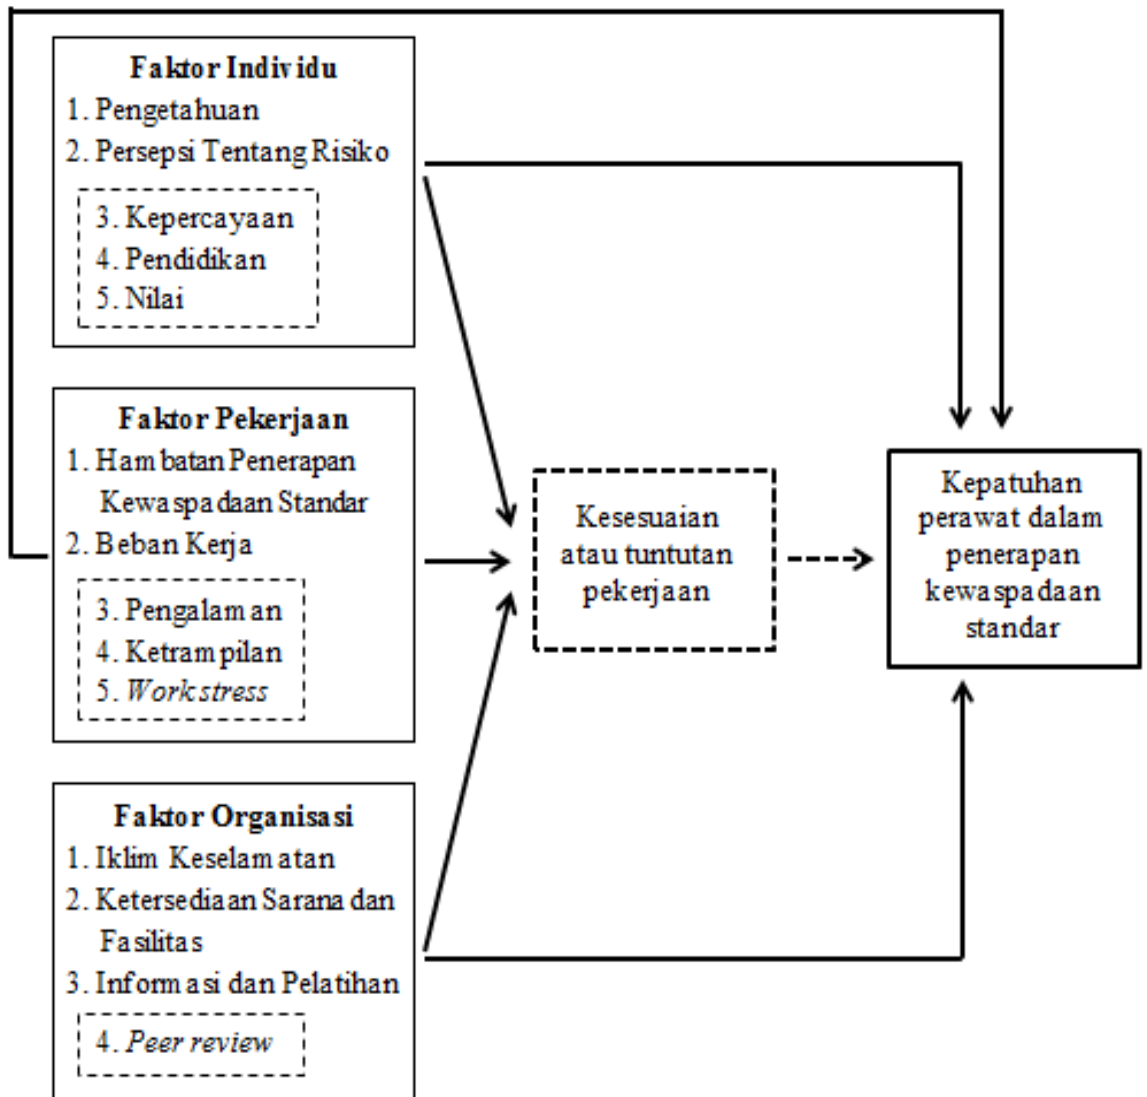 Faktor Individu
1. Pengetahuan
2. Persepsi Tentang Risiko
3. Kepercayaan
4. Pendidikan
5. Nilai
Faktor Pekerjaan
1. Hambatan Penerapan
Kewaspadaan Standar
2. Beban Kerja
3. Pengalaman
4. Ketrampilan
5. Work stress
Faktor Organisasi
1. Iklim Keselamatan
2. Ketersediaan Sarana dan
Fasilitas
3. Informasi dan Pelatihan
4. Peer review
Kesesuaian
atau tuntutan
pekerjaan
Kepatuhan
perawat dalam
penerapan
kewaspadaan
standar